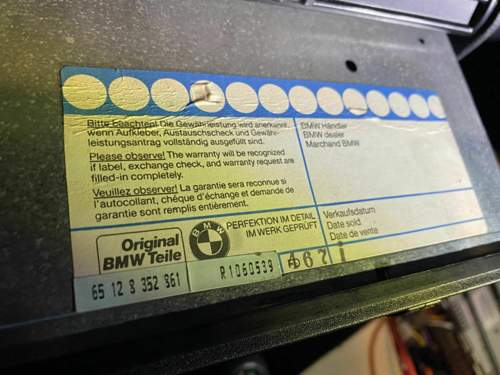 Bitte beachten! Die Gewährleistung wird anerkannt,
wenn Aufkleber, Austauschscheck und Gewähr-
leistungsantrag vollständig ausgefüllt sind.
Please observe! The warranty will be recognized
if label, exchange check, and warranty request are
filled-in completely.
Veuillez observer! La garantie sera reconnue si
l'autocollant, chéque d'échange et demande de
garantie sont remplis entièrement.
BMW Händler
BMW dealer
Marchand BMW
Original
BMW Teile
BMW
PERFEKTION IM DETAIL
IM WERK GEPRÜFT
Verkaufsdatum
Date sold
Date de vente
65 12 8 352 861
R1060539